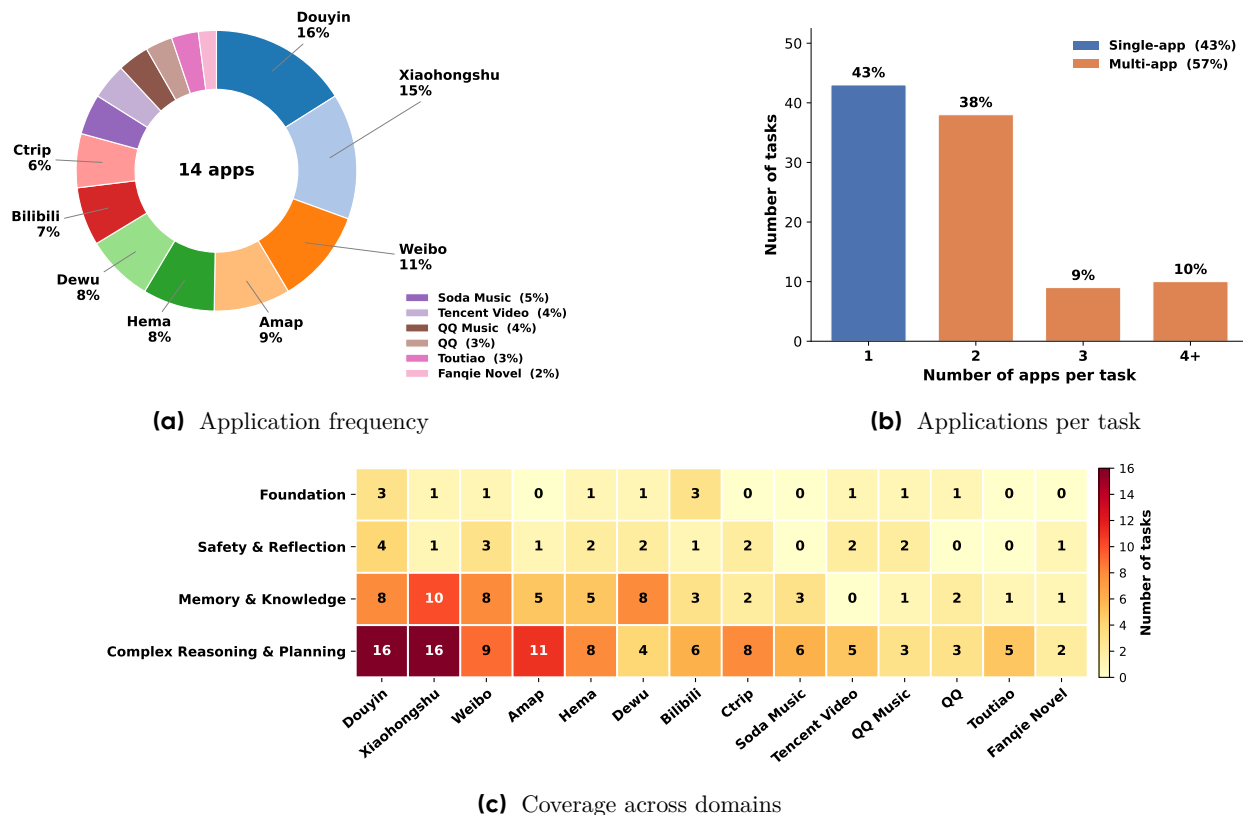 Douyin
16%
Xiaohongshu
15%
14 apps
Ctrip
6%
Bilibili
7%
Weibo
11%
Dewu
8%
Hema
8%
Amap
9%
Soda Music (5%)
Tencent Video (4%)
QQ Music (4%)
QQ (3%)
Toutiao (3%)
Fanqie Novel (2%)
(a) Application frequency
Single-app (43%)
Multi-app (57%)
Number of tasks
50
40
30
20
10
0
43%
38%
9%
10%
1 2 3 4+
Number of apps per task
(b) Applications per task
Foundation 3 1 1 0 1 1 3 0 0 1 1 1 0 0
Safety & Reflection 4 1 3 1 2 2 1 2 0 2 2 0 0 1
Memory & Knowledge 8 10 8 5 5 8 3 2 3 0 1 2 1 1
Complex Reasoning & Planning 16 16 9 11 8 4 6 8 6 5 3 3 5 2
Douyin
Xiaohongshu
Weibo
Amap
Hema
Dewu
Bilibili
Ctrip
Soda Music
Tencent Video
QQ Music
QQ
Toutiao
Fanqie Novel
16
14
12
10
8
6
4
2
0
Number of tasks
(c) Coverage across domains